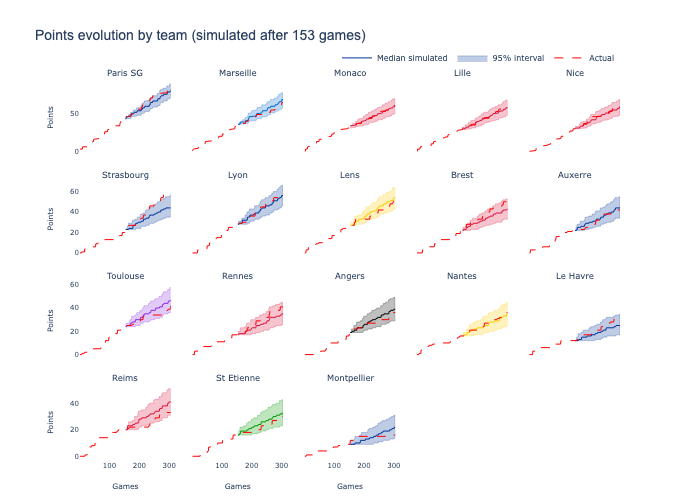 Points evolution by team (simulated after 153 games)
Median simulated 95% interval Actual
Paris SG Marseille Monaco Lille Nice
50
0
Points
Strasbourg Lyon Lens Brest Auxerre
60
40
20
0
Points
Toulouse Rennes Angers Nantes Le Havre
60
40
20
0
Points
Reims St Etienne Montpellier
40
20
0
Points
100 200 300 100 200 300 100 200 300
Games Games Games